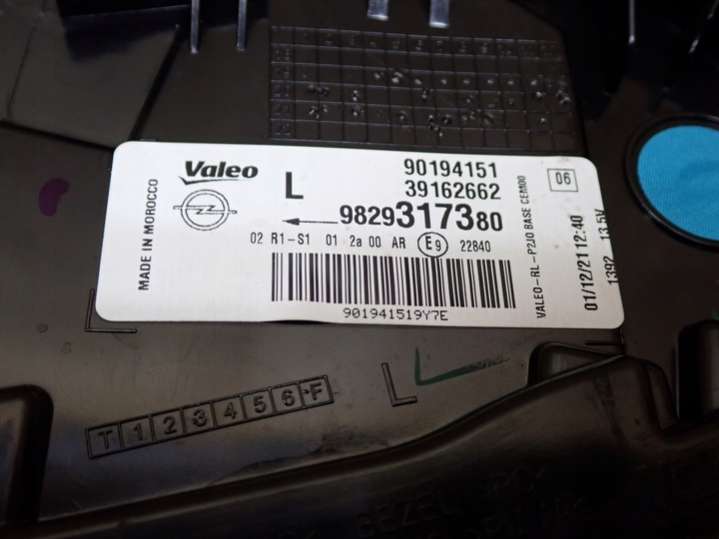 Valeo
L
90194151
39162662
9829317380
06
MADE IN MOROCCO
02 R1-S1 01 2a 00 AR E9 22840
901941519Y7E
VALEO-RL-P2JO BASE CEM00
01/12/21 12:40
1392 13.5V
L
L
T 1 2 3 4 5 6 F
BEZEL